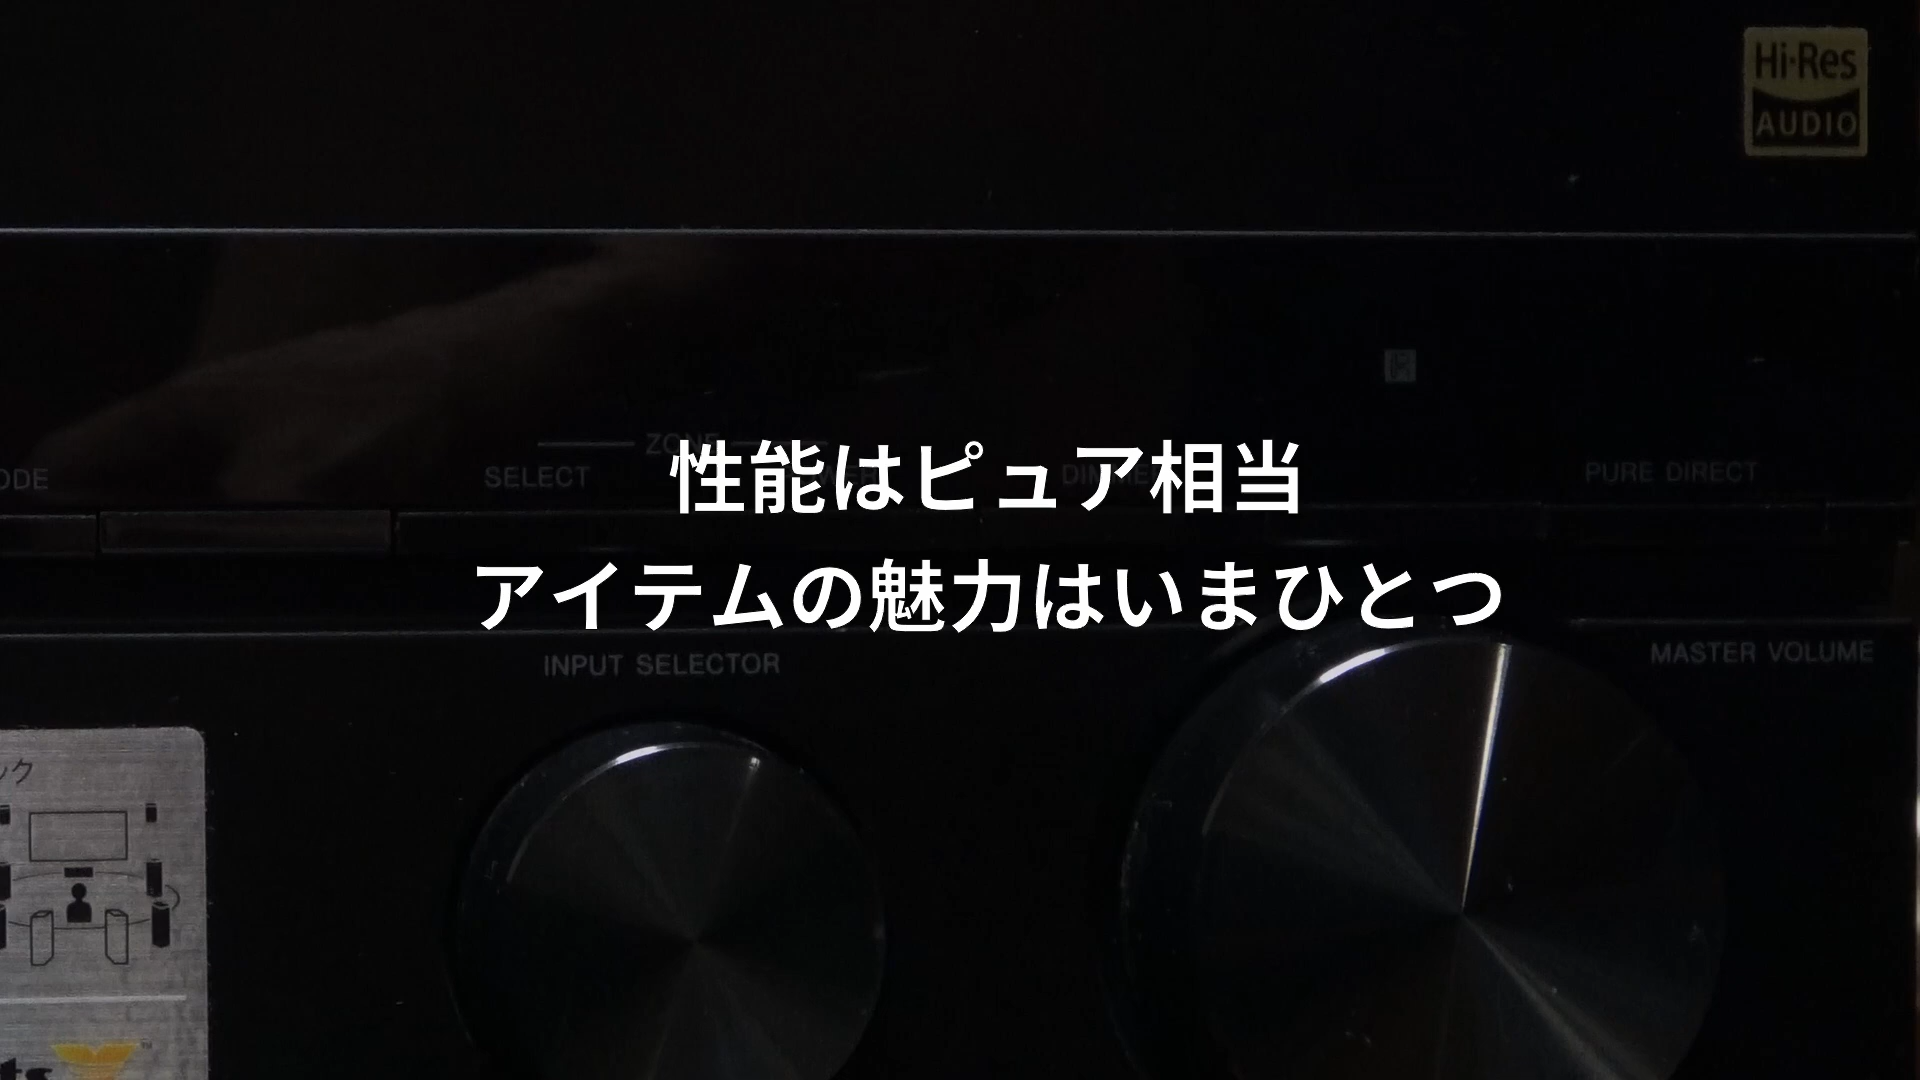 Hi-Res
AUDIO
ZONE
SELECT
PURE DIRECT
性能はピュア相当
アイテムの魅力はいまひとつ
INPUT SELECTOR
MASTER VOLUME